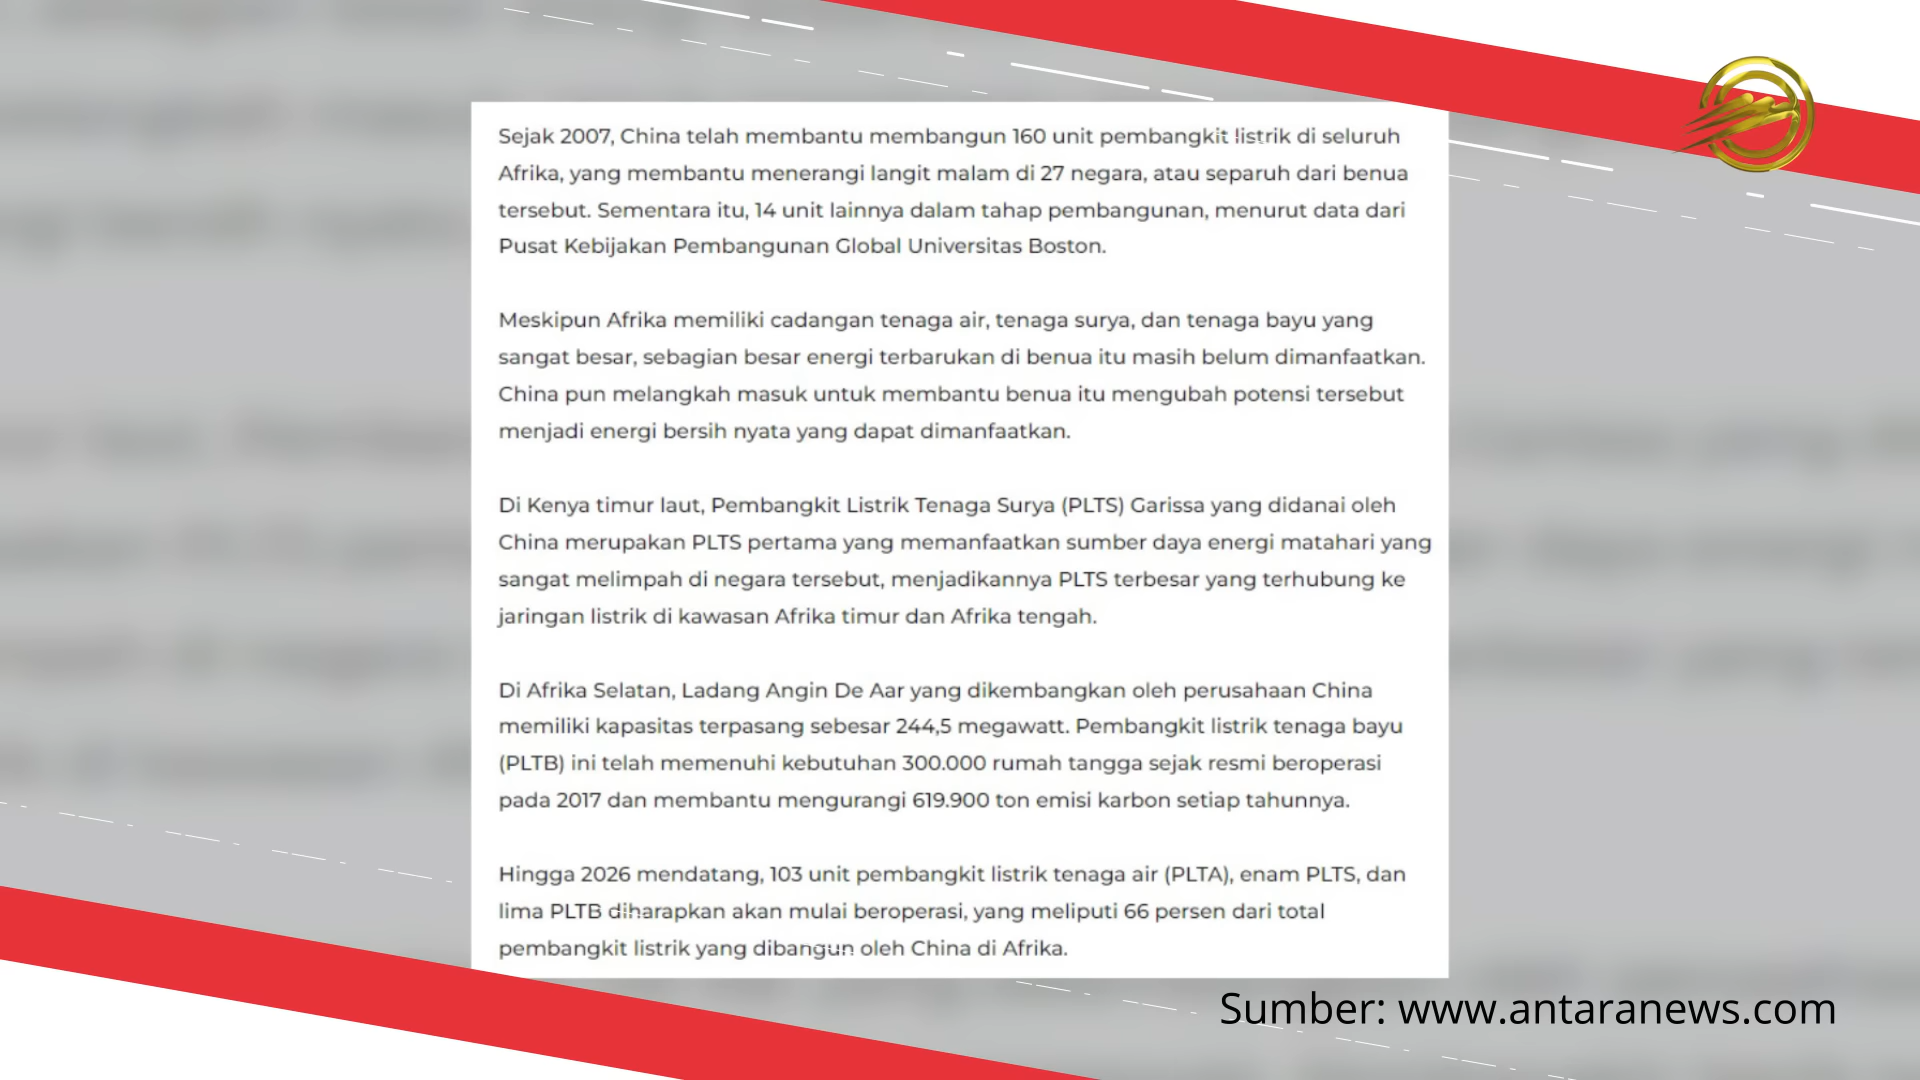 Sejak 2007, China telah membantu membangun 160 unit pembangkit listrik di seluruh
Afrika, yang membantu menerangi langit malam di 27 negara, atau separuh dari benua
tersebut. Sementara itu, 14 unit lainnya dalam tahap pembangunan, menurut data dari
Pusat Kebijakan Pembangunan Global Universitas Boston.
Meskipun Afrika memiliki cadangan tenaga air, tenaga surya, dan tenaga bayu yang
sangat besar, sebagian besar energi terbarukan di benua itu masih belum dimanfaatkan.
China pun melangkah masuk untuk membantu benua itu mengubah potensi tersebut
menjadi energi bersih nyata yang dapat dimanfaatkan.
Di Kenya timur laut, Pembangkit Listrik Tenaga Surya (PLTS) Garissa yang didanai oleh
China merupakan PLTS pertama yang memanfaatkan sumber daya energi matahari yang
sangat melimpah di negara tersebut, menjadikannya PLTS terbesar yang terhubung ke
jaringan listrik di kawasan Afrika timur dan Afrika tengah.
Di Afrika Selatan, Ladang Angin De Aar yang dikembangkan oleh perusahaan China
memiliki kapasitas terpasang sebesar 244,5 megawatt. Pembangkit listrik tenaga bayu
(PLTB) ini telah memenuhi kebutuhan 300.000 rumah tangga sejak resmi beroperasi
pada 2017 dan membantu mengurangi 619.900 ton emisi karbon setiap tahunnya.
Hingga 2026 mendatang, 103 unit pembangkit listrik tenaga air (PLTA), enam PLTS, dan
lima PLTB diharapkan akan mulai beroperasi, yang meliputi 66 persen dari total
pembangkit listrik yang dibangun oleh China di Afrika.
Sumber: www.antaranews.com